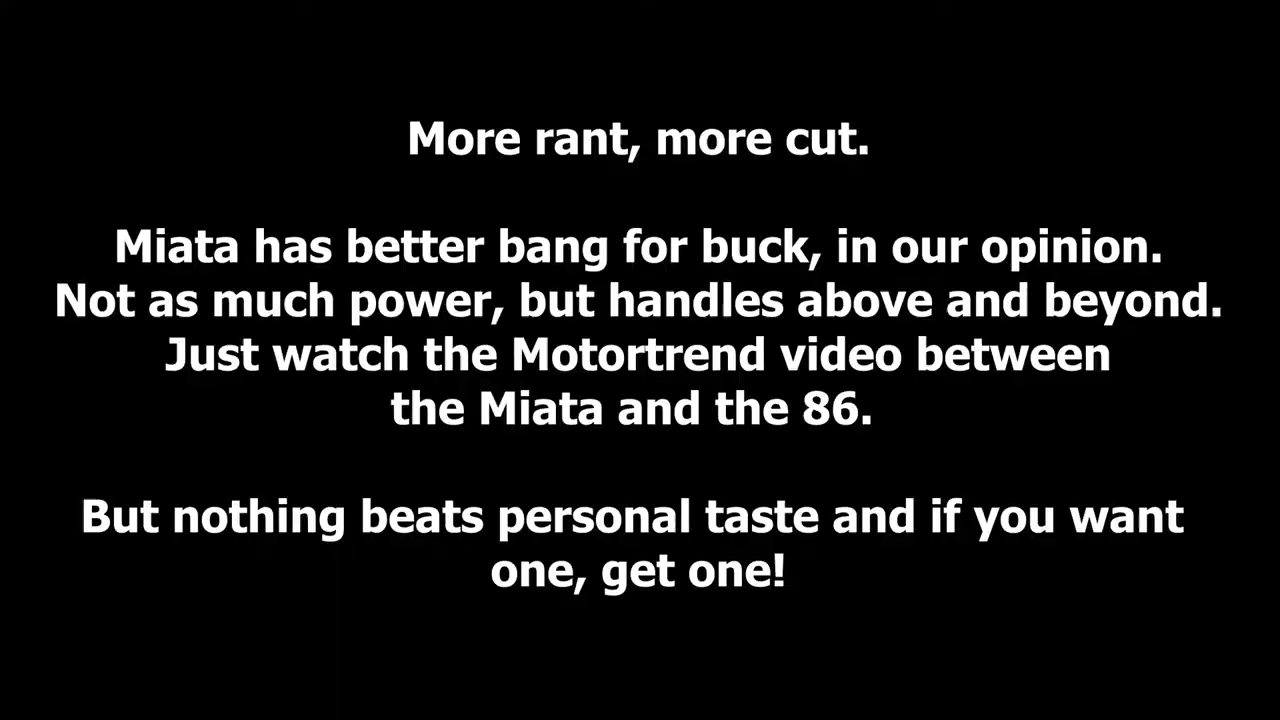 More rant, more cut.
Miata has better bang for buck, in our opinion.
Not as much power, but handles above and beyond.
Just watch the Motortrend video between
the Miata and the 86.
But nothing beats personal taste and if you want
one, get one!